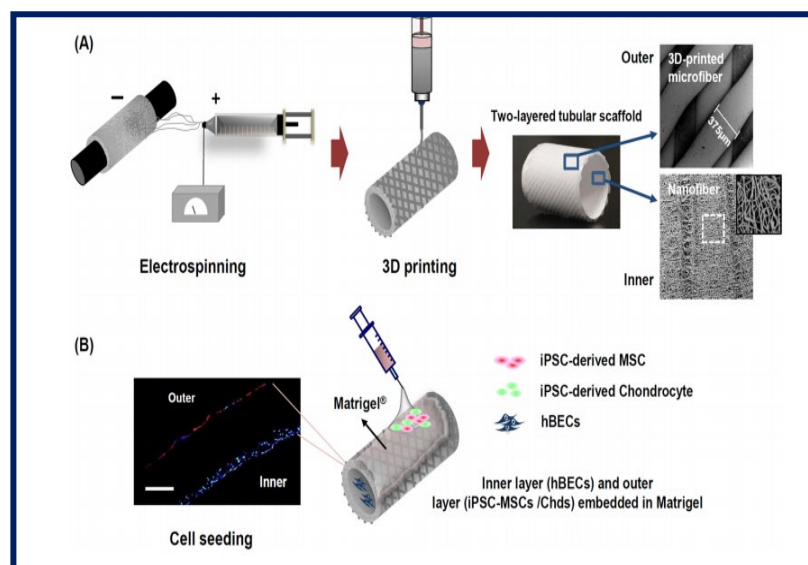 (A)
−
+
Electrospinning
3D printing
Two-layered tubular scaffold
Outer
3D-printed
microfiber
375μm
Nanofiber
Inner
(B)
Outer
Inner
Cell seeding
Matrigel®
iPSC-derived MSC
iPSC-derived Chondrocyte
hBECs
Inner layer (hBECs) and outer
layer (iPSC-MSCs /Chds) embedded in Matrigel